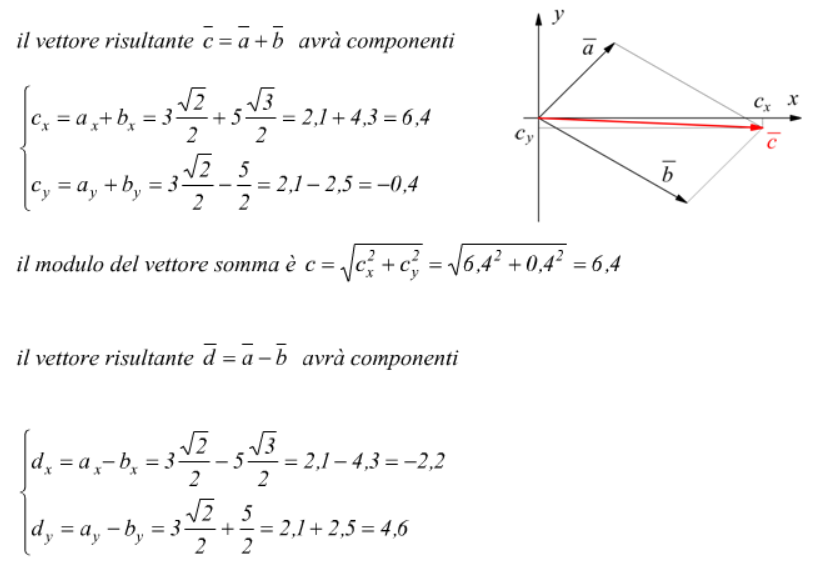 il vettore risultante c̅ = a̅ + b̅ avrà componenti
c_x = a_x + b_x = 3 √2/2 + 5 √3/2 = 2,1 + 4,3 = 6,4
c_y = a_y + b_y = 3 √2/2 − 5/2 = 2,1 − 2,5 = −0,4
y
a̅
c_x x
c_y
c̅
b̅
il modulo del vettore somma è c = √(c_x² + c_y²) = √(6,4² + 0,4²) = 6,4
il vettore risultante d̅ = a̅ − b̅ avrà componenti
d_x = a_x − b_x = 3 √2/2 − 5 √3/2 = 2,1 − 4,3 = −2,2
d_y = a_y − b_y = 3 √2/2 + 5/2 = 2,1 + 2,5 = 4,6